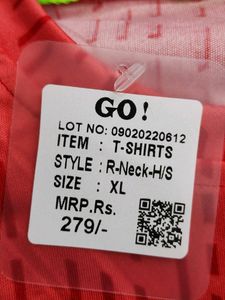 GO!
LOT NO: 09020220612
ITEM : T-SHIRTS
STYLE : R-Neck-H/S
SIZE : XL
MRP.Rs.
279/-